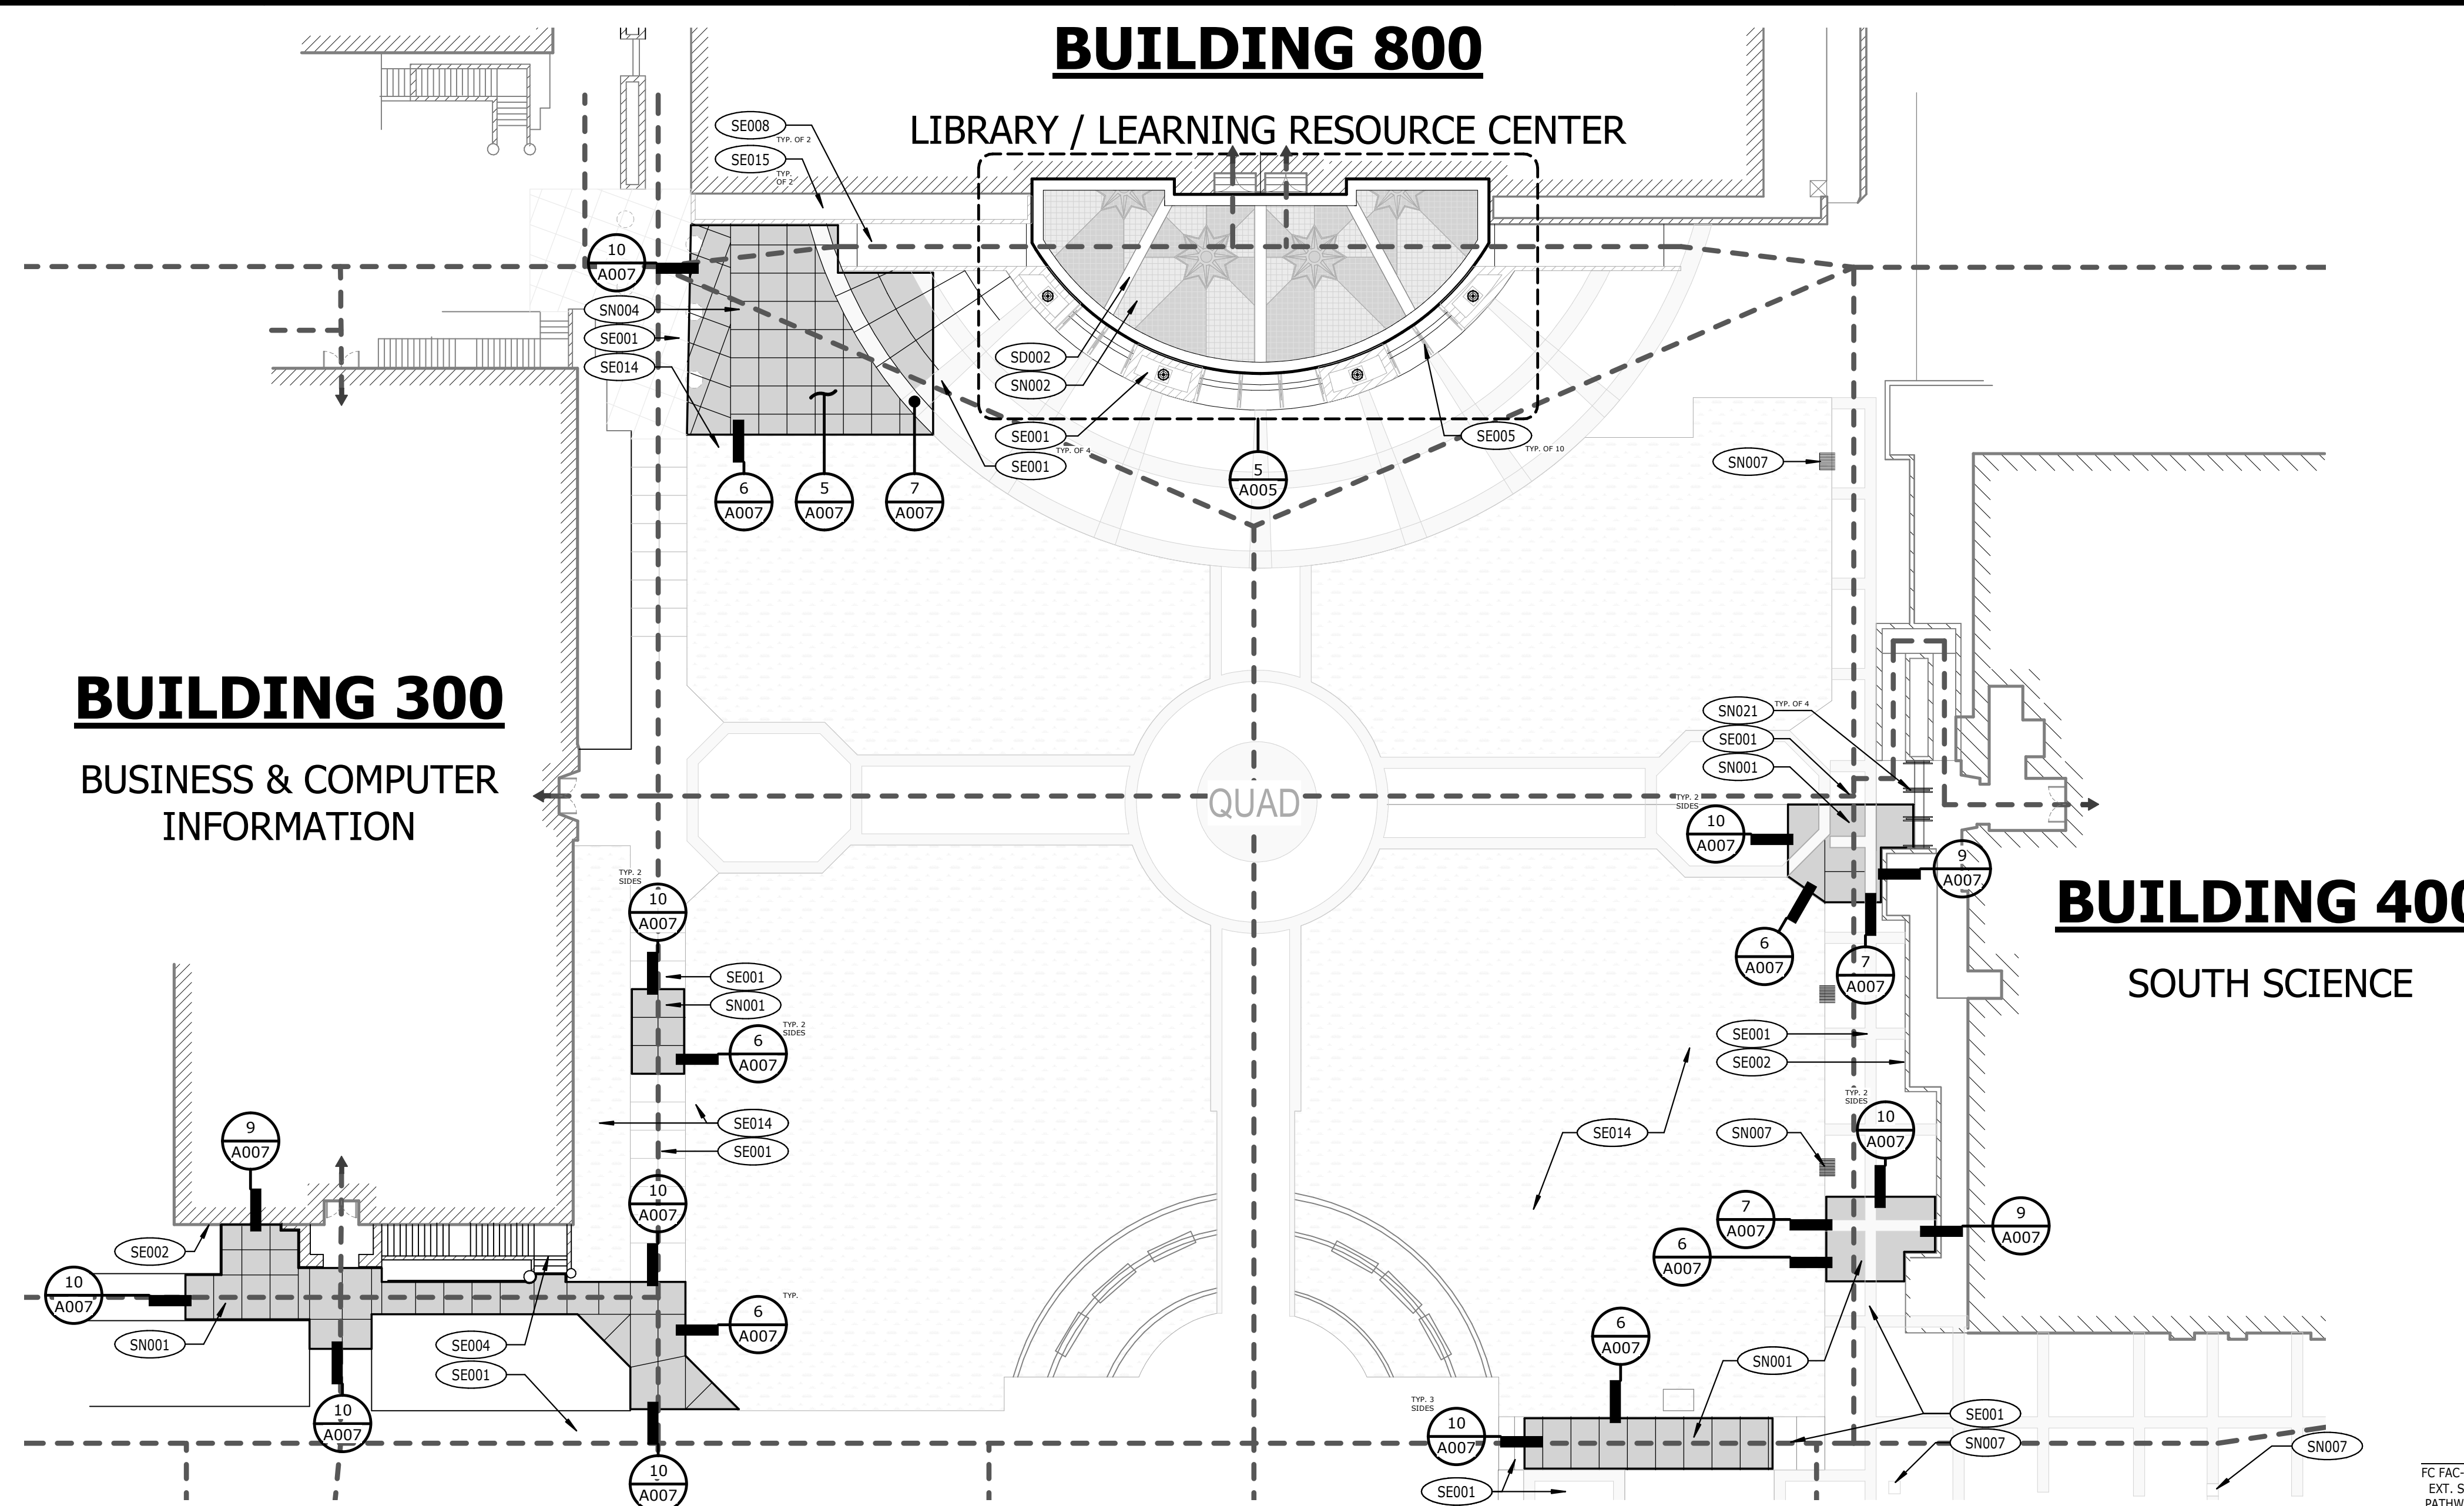 BUILDING 800
LIBRARY / LEARNING RESOURCE CENTER
SE008
TYP. OF 2
SE015
TYP.
OF 2
10
A007
SN004
SE001
SE014
SD002
SN002
SE001
TYP. OF 4
SE001
SE005
TYP. OF 10
5
A005
6
A007
5
A007
7
A007
SN007
BUILDING 300
BUSINESS & COMPUTER
INFORMATION
QUAD
SN021
TYP. OF 4
SE001
SN001
TYP. 2
SIDES
10
A007
9
A007
6
A007
7
A007
BUILDING 400
SOUTH SCIENCE
TYP. 2
SIDES
10
A007
SE001
SN001
TYP. 2
SIDES
6
A007
SE014
SE001
SE001
SE002
SE014
SN007
TYP. 2
SIDES
10
A007
9
A007
10
A007
7
A007
9
A007
6
A007
SE002
10
A007
SN001
SE004
SE001
6
A007
TYP.
6
A007
SN001
10
A007
10
A007
TYP. 3
SIDES
10
A007
SE001
SE001
SN007
SN007
FC FAC-
EXT. S
PATHW